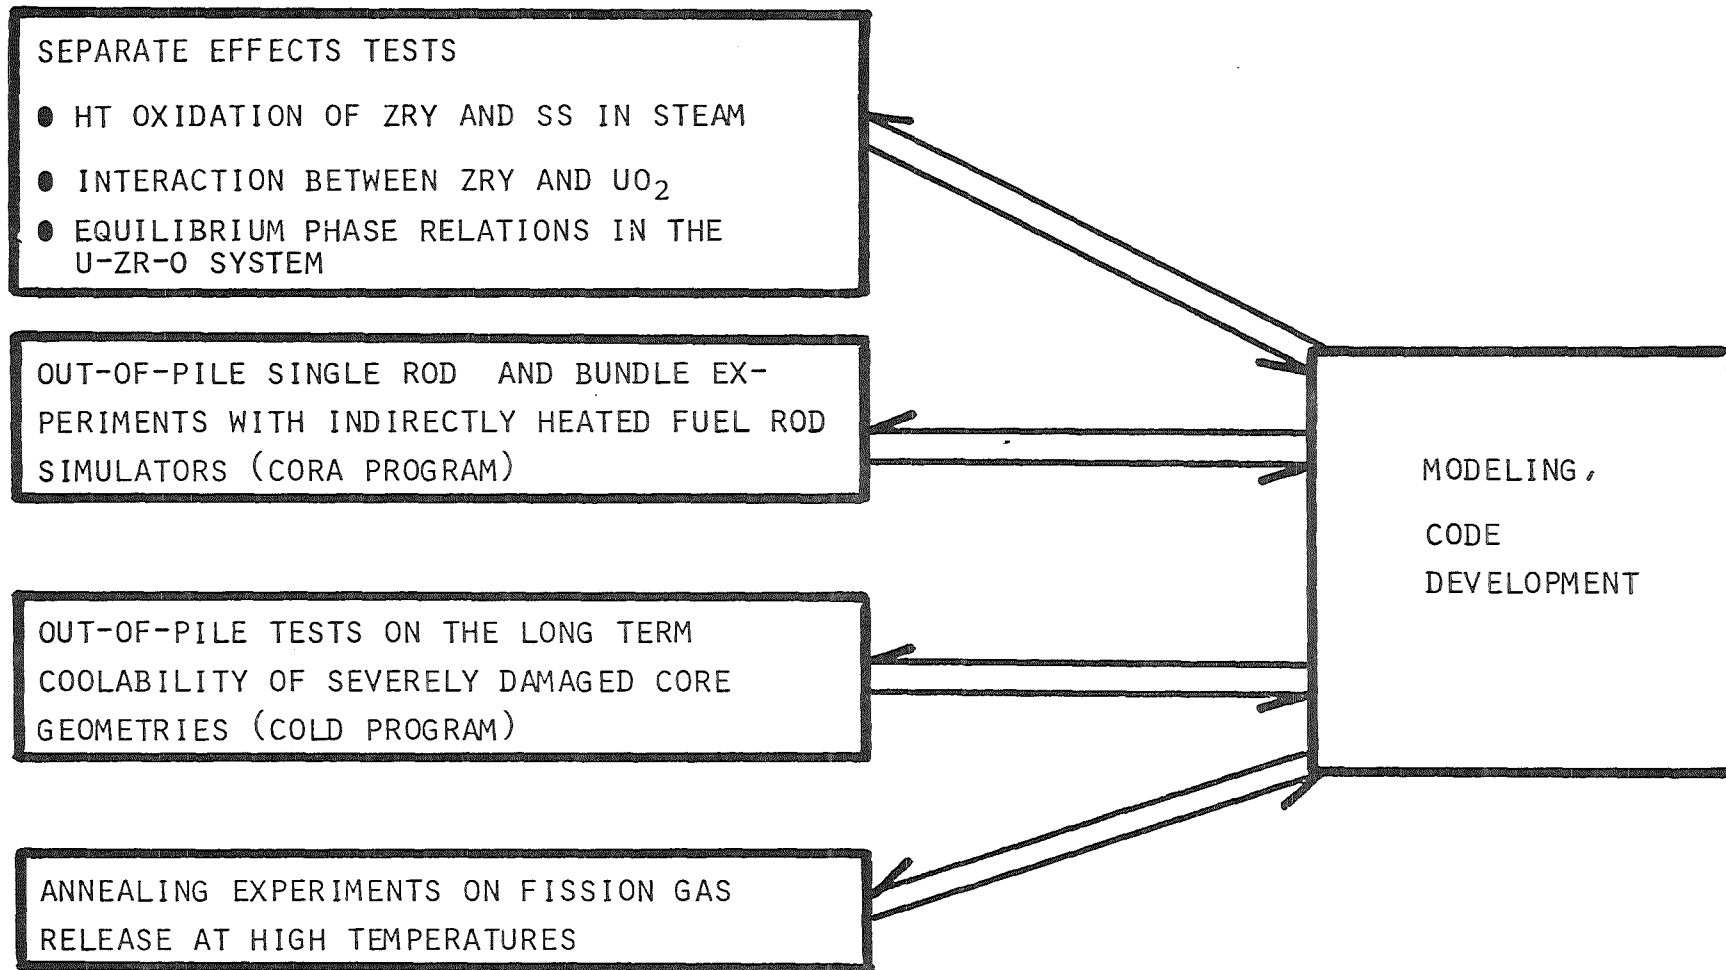 SEPARATE EFFECTS TESTS
● HT OXIDATION OF ZRY AND SS IN STEAM
● INTERACTION BETWEEN ZRY AND UO₂
● EQUILIBRIUM PHASE RELATIONS IN THE
U-ZR-O SYSTEM
OUT-OF-PILE SINGLE ROD AND BUNDLE EX-
PERIMENTS WITH INDIRECTLY HEATED FUEL ROD
SIMULATORS (CORA PROGRAM)
OUT-OF-PILE TESTS ON THE LONG TERM
COOLABILITY OF SEVERELY DAMAGED CORE
GEOMETRIES (COLD PROGRAM)
ANNEALING EXPERIMENTS ON FISSION GAS
RELEASE AT HIGH TEMPERATURES
MODELING,
CODE
DEVELOPMENT